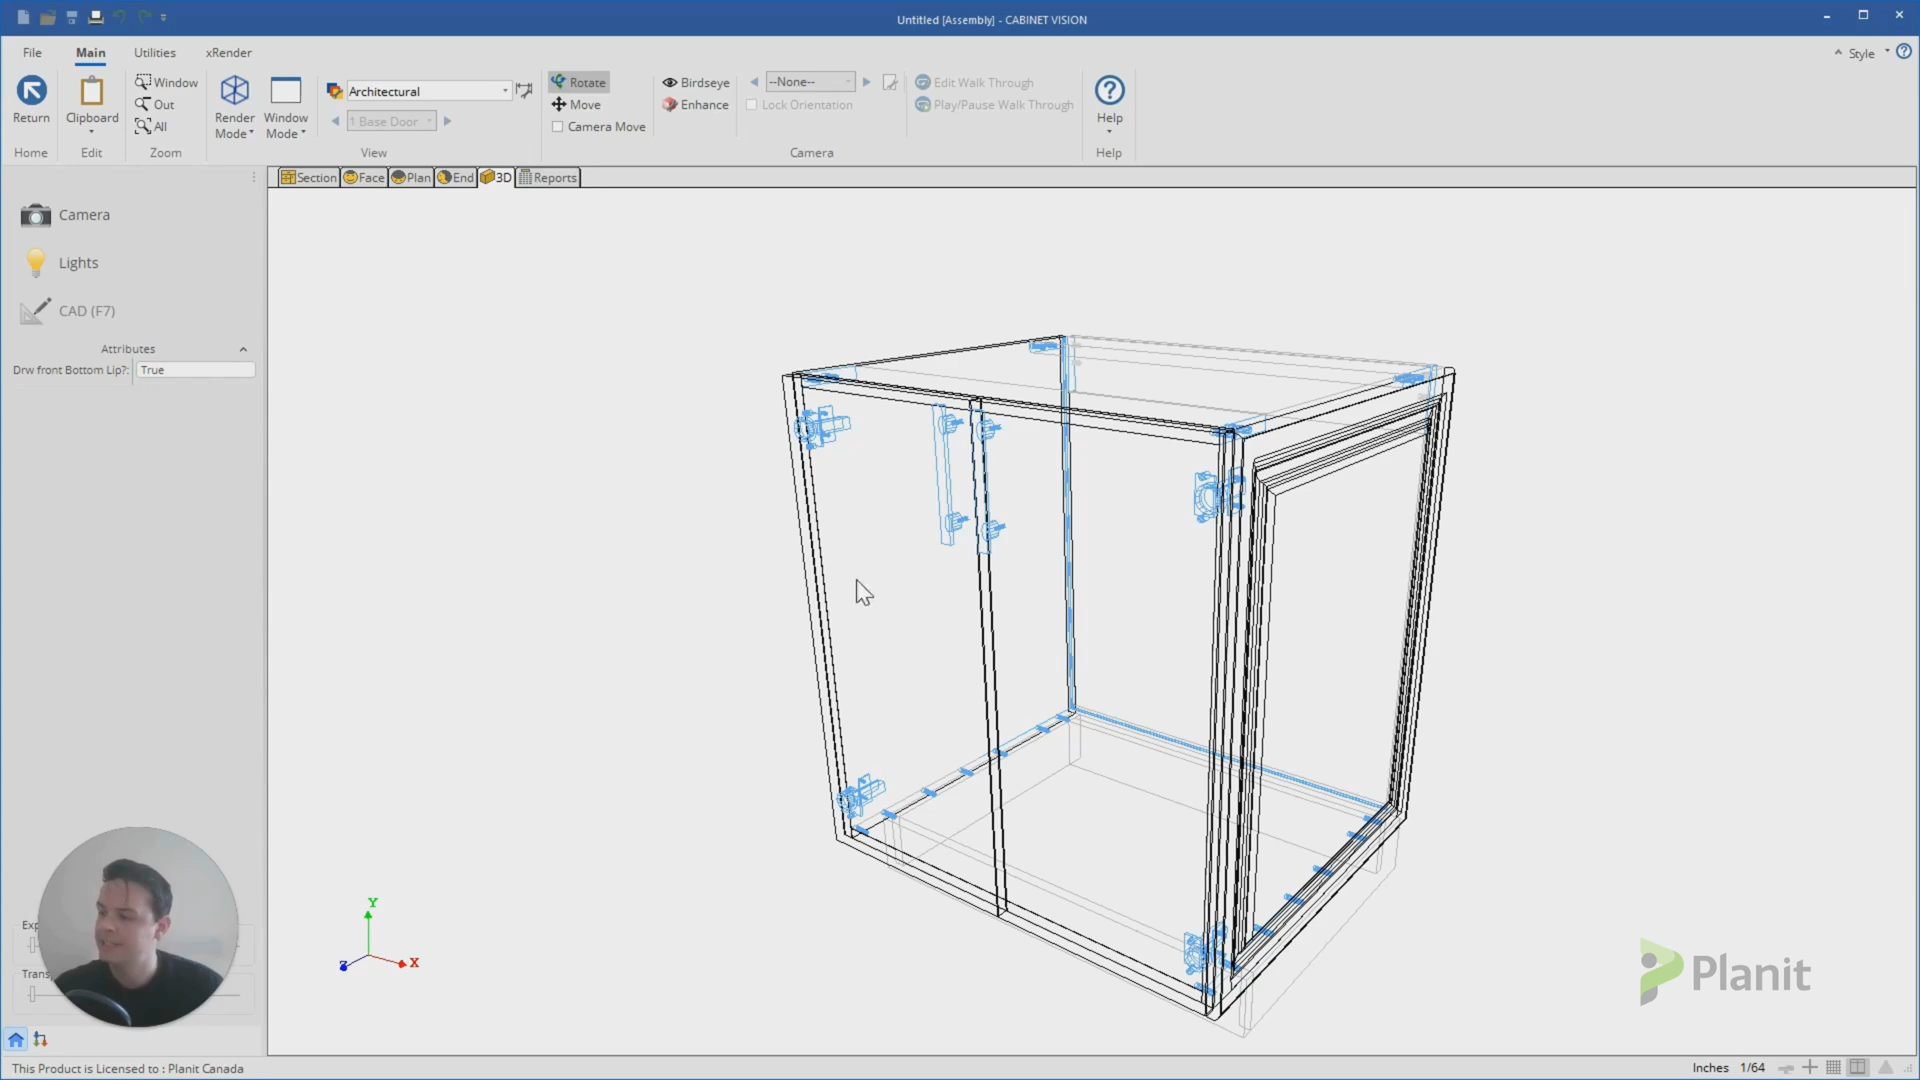 Untitled [Assembly] - CABINET VISION
File
Main
Utilities
xRender
Style
Return
Clipboard
Window
Out
All
Render
Mode
Window
Mode
Architectural
1 Base Door
Rotate
Move
Camera Move
Birdseye
Enhance
--None--
Lock Orientation
Edit Walk Through
Play/Pause Walk Through
Help
Home
Edit
Zoom
View
Camera
Help
Section
Face
Plan
End
3D
Reports
Camera
Lights
CAD (F7)
Attributes
Drw front Bottom Lip?:
True
Y
Z
X
Planit
This Product is Licensed to : Planit Canada
Inches
1/64